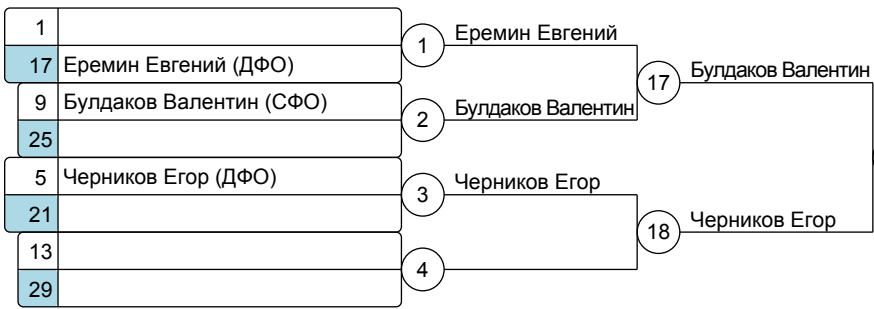 1
17 Еремин Евгений (ДФО)
9 Булдаков Валентин (СФО)
25
5 Черников Егор (ДФО)
21
13
29
1 Еремин Евгений
2 Булдаков Валентин
3 Черников Егор
4
17 Булдаков Валентин
18 Черников Егор